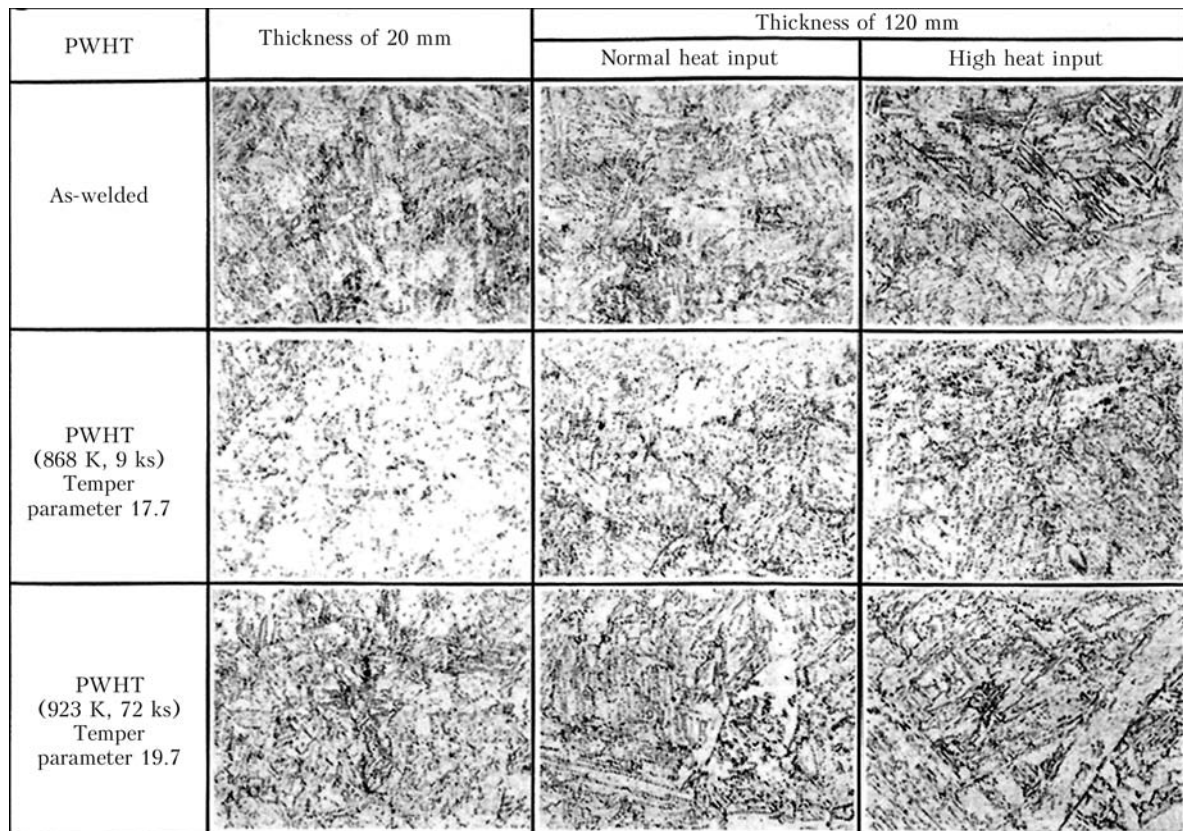 PWHT
Thickness of 20 mm
Thickness of 120 mm
Normal heat input
High heat input
As-welded
PWHT
(868 K, 9 ks)
Temper
parameter 17.7
PWHT
(923 K, 72 ks)
Temper
parameter 19.7